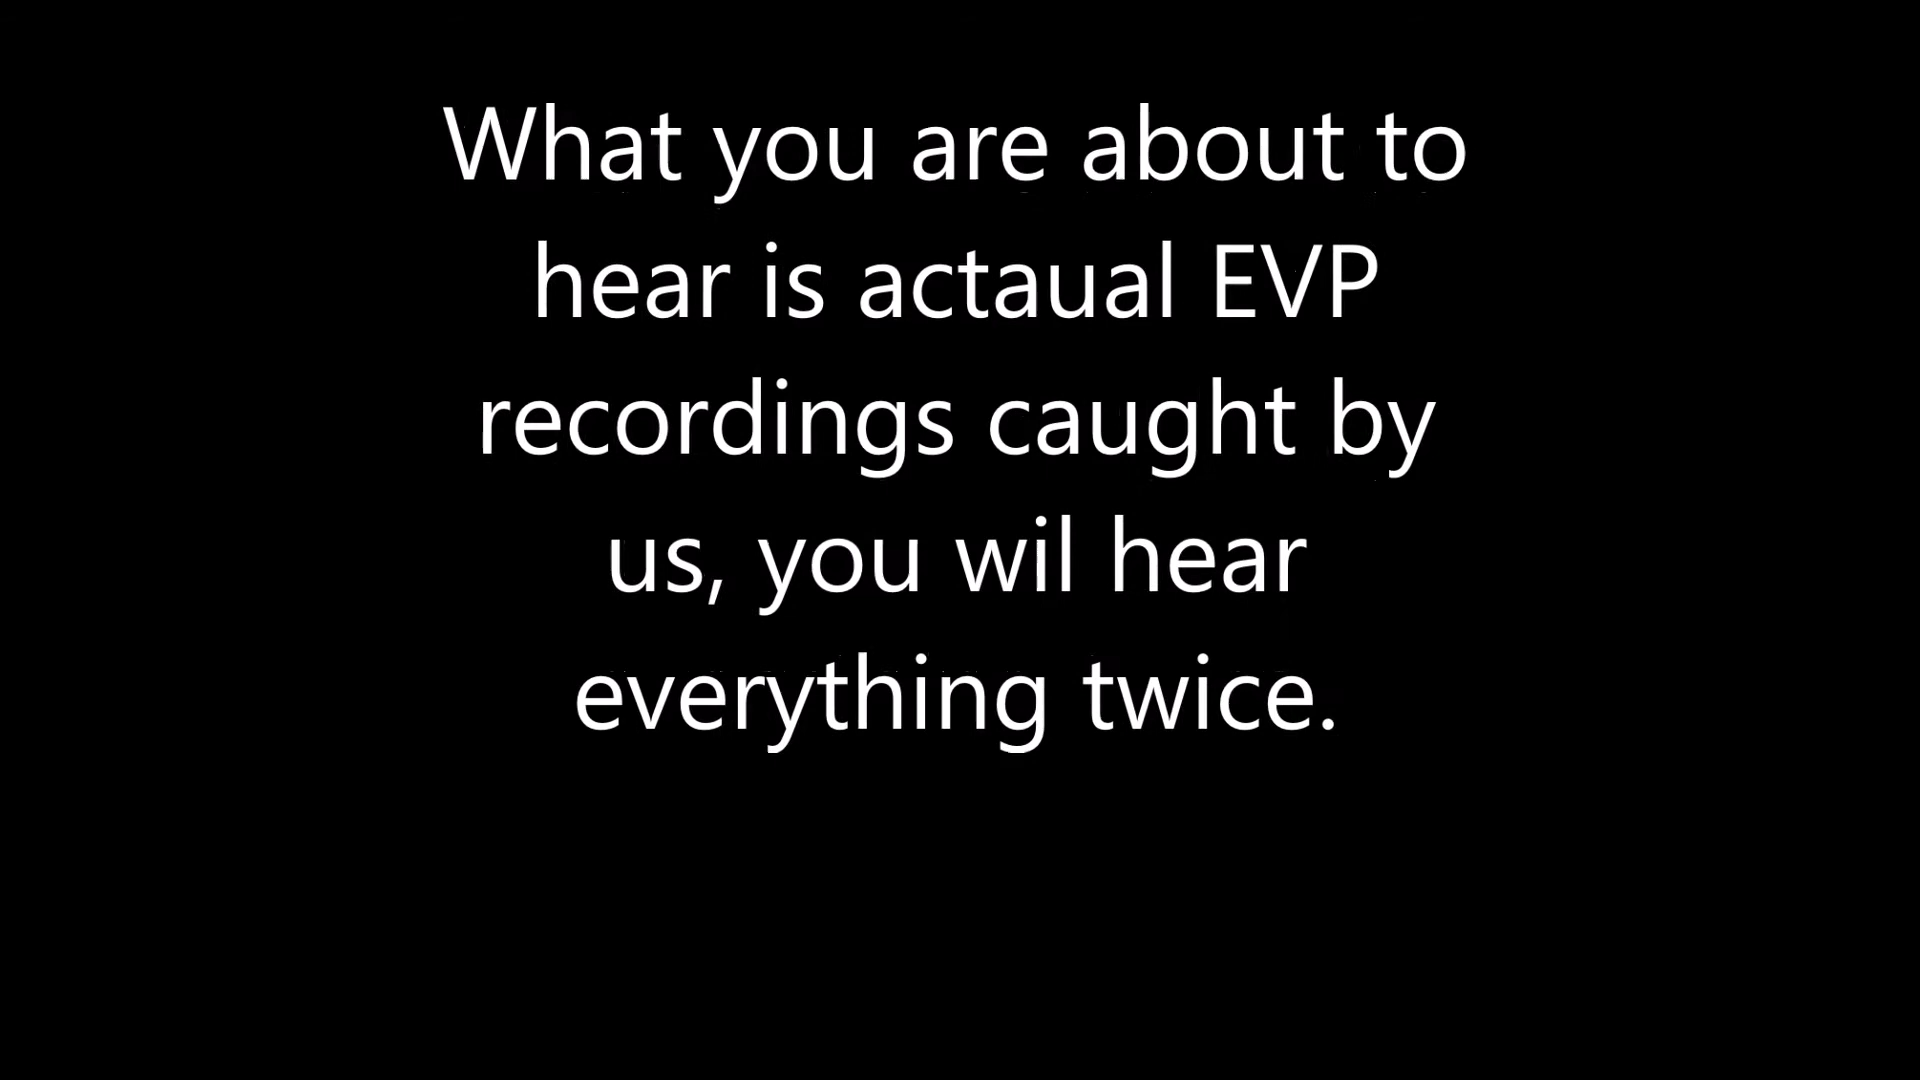 What you are about to
hear is actaual EVP
recordings caught by
us, you wil hear
everything twice.